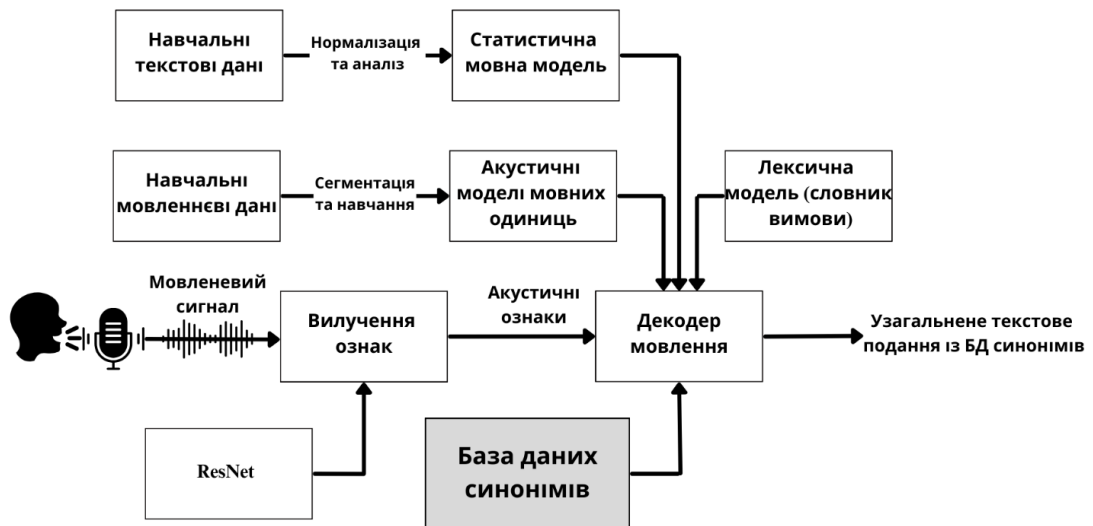 Навчальні
текстові дані
Нормалізація
та аналіз
Статистична
мовна модель
Навчальні
мовленнєві дані
Сегментація
та навчання
Акустичні
моделі мовних
одиниць
Лексична
модель (словник
вимови)
Мовленевий
сигнал
Вилучення
ознак
Акустичні
ознаки
Декодер
мовлення
Узагальнене текстове
подання із БД синонімів
ResNet
База даних
синонімів